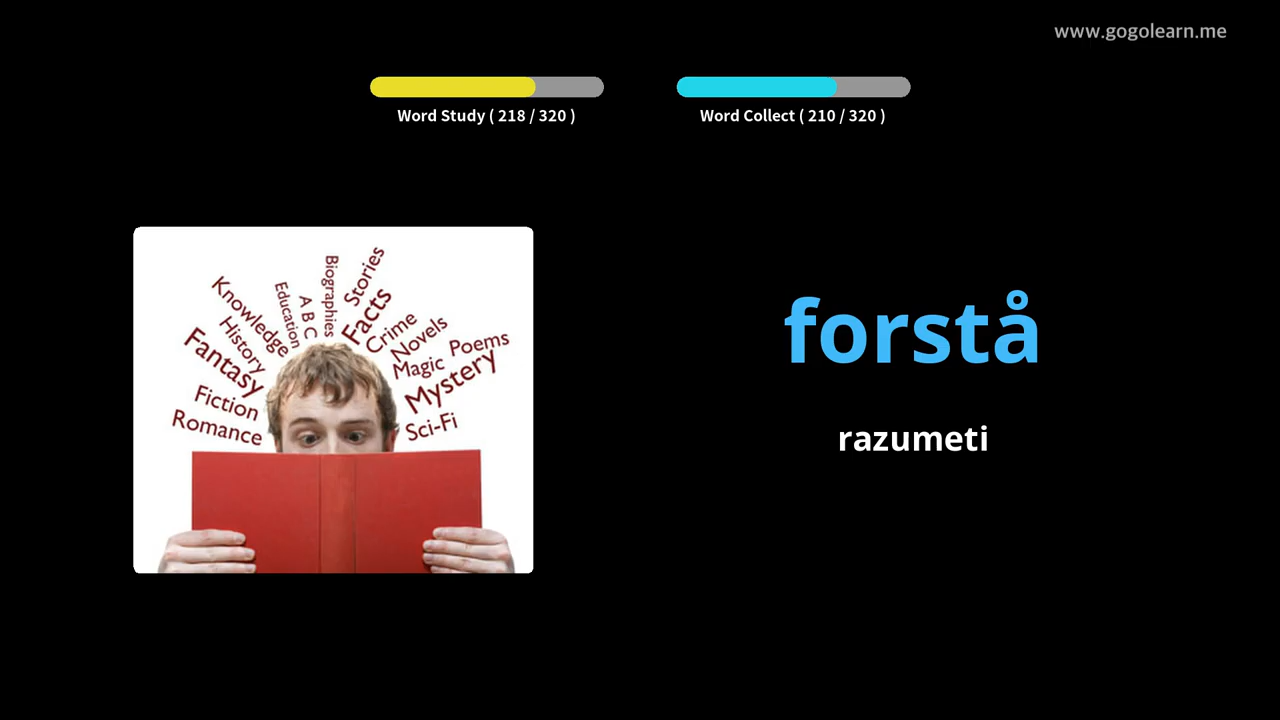 www.gogolearn.me
Word Study ( 218 / 320 )
Word Collect ( 210 / 320 )
Knowledge
History
Fantasy
Fiction
Romance
Education
A B C
Biographies
Stories
Facts
Crime
Novels
Magic
Poems
Mystery
Sci-Fi
forstå
razumeti